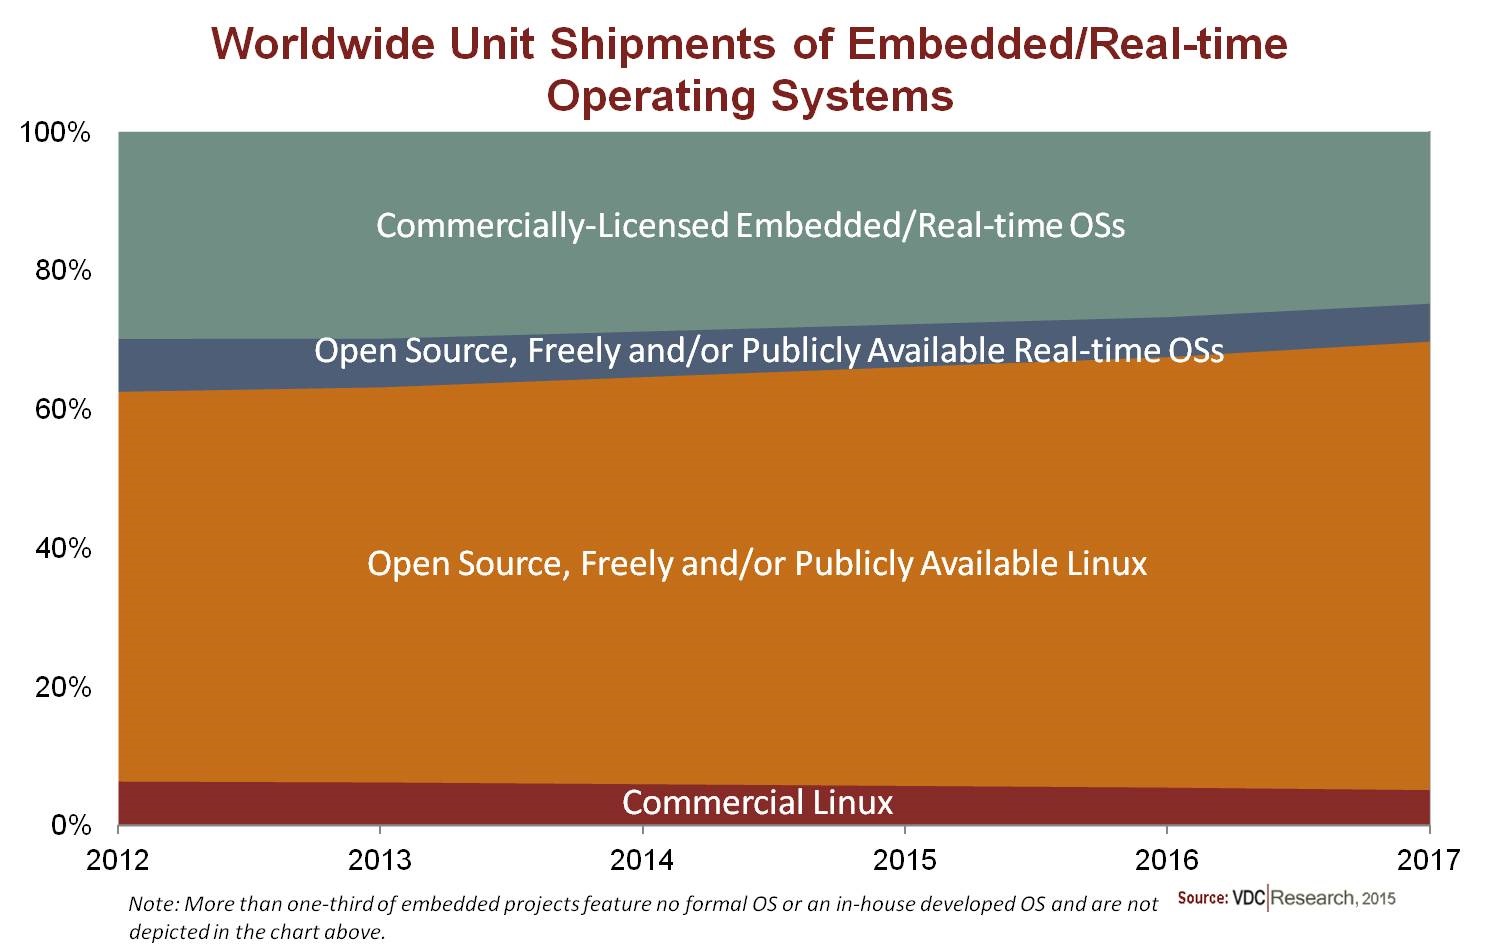 Worldwide Unit Shipments of Embedded/Real-time
Operating Systems
100%
Commercially-Licensed Embedded/Real-time OSs
80%
Open Source, Freely and/or Publicly Available Real-time OSs
60%
40%
Open Source, Freely and/or Publicly Available Linux
20%
Commercial Linux
0%
2012 2013 2014 2015 2016 2017
Note: More than one-third of embedded projects feature no formal OS or an in-house developed OS and are not
depicted in the chart above.
Source: VDC Research, 2015